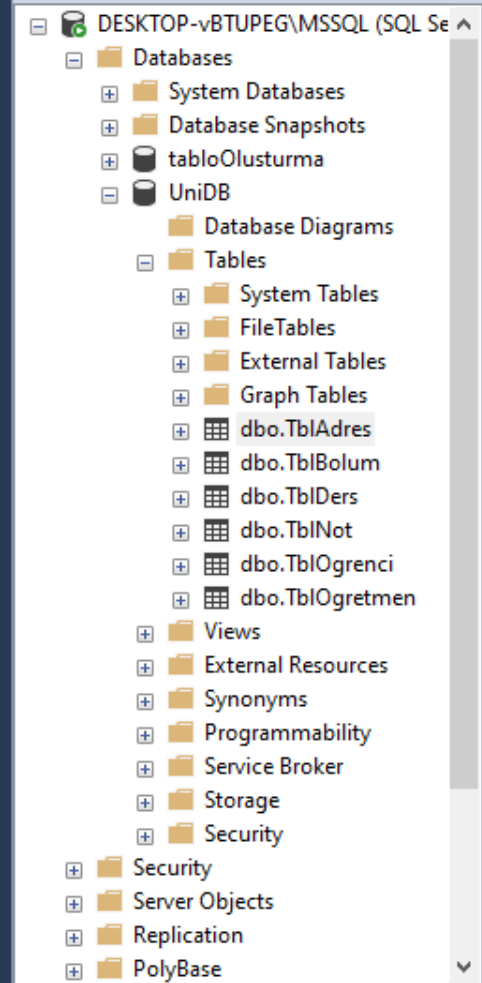 DESKTOP-vBTUPEG\MSSQL (SQL Se
Databases
System Databases
Database Snapshots
tabloOlusturma
UniDB
Database Diagrams
Tables
System Tables
FileTables
External Tables
Graph Tables
dbo.TblAdres
dbo.TblBolum
dbo.TblDers
dbo.TblNot
dbo.TblOgrenci
dbo.TblOgretmen
Views
External Resources
Synonyms
Programmability
Service Broker
Storage
Security
Security
Server Objects
Replication
PolyBase